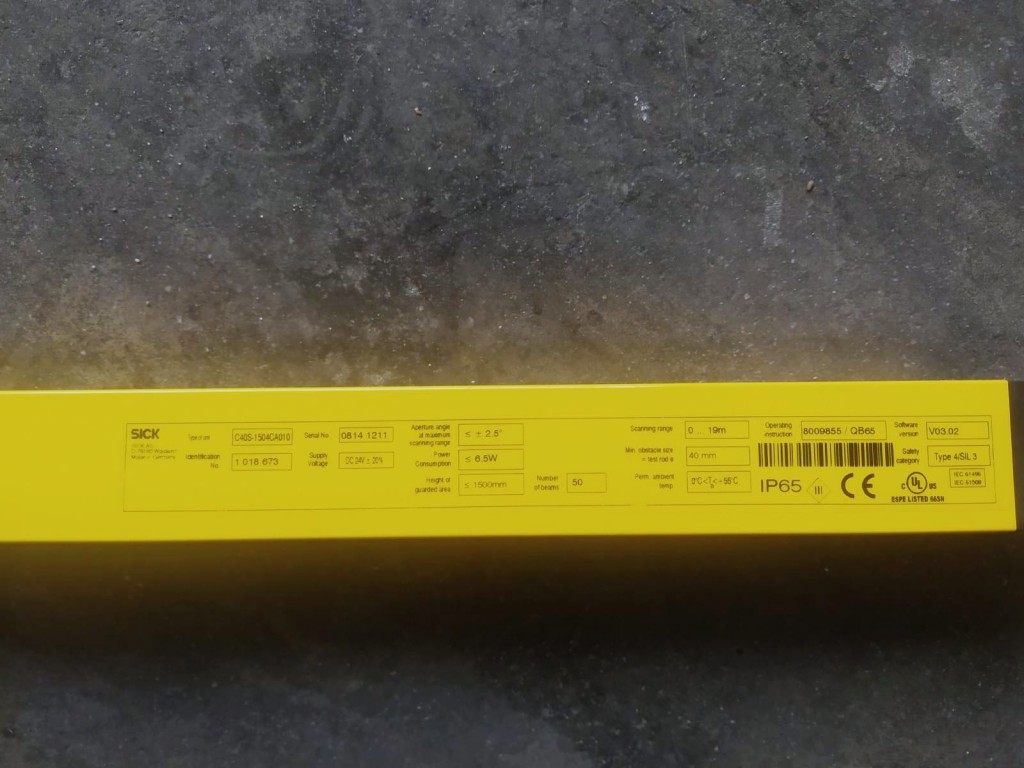 SICK
Type/name C40S-1504CA010 Serial No. 0814 1211
Identification No. 1 018 673 Supply Voltage DC 24V ± 20%
Aperture angle at maximum scanning range ≤ ± 2.5°
Power Consumption ≤ 6.5W
Height of guarded area ≤ 1500mm Number of beams 50
Scanning range 0 ... 19m
Min. obstacle size = test rod ø 40 mm
Perm. ambient temp.
Operating instruction 8009855 / QB65 Software version V03.02
Safety category Type 4/SIL 3
IP65 III CE C UL US
IEC 61496
IEC 61508
ESPE LISTED 66SN